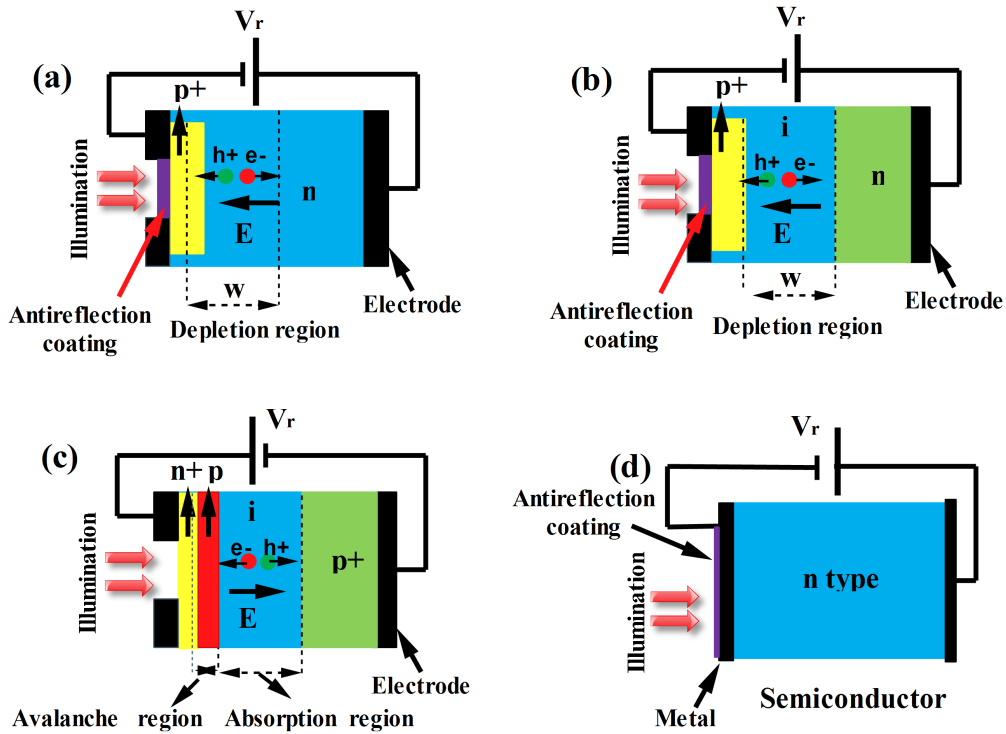 (a)
Vr
p+
h+ e-
n
E
Illumination
w
Electrode
Antireflection
coating
Depletion region
(b)
Vr
p+
i
h+ e-
n
E
Illumination
w
Electrode
Antireflection
coating
Depletion region
(c)
Vr
n+ p
i
e- h+
p+
E
Illumination
Electrode
Avalanche region Absorption region
(d)
Vr
Antireflection
coating
n type
Illumination
Semiconductor
Metal